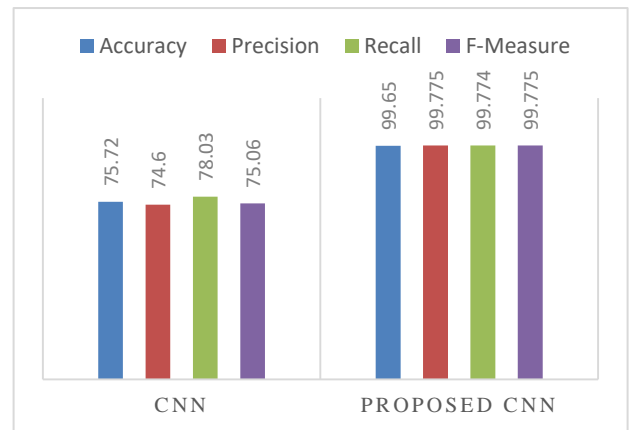 Accuracy Precision Recall F-Measure
75.72 74.6 78.03 75.06 99.65 99.775 99.774 99.775
CNN PROPOSED CNN